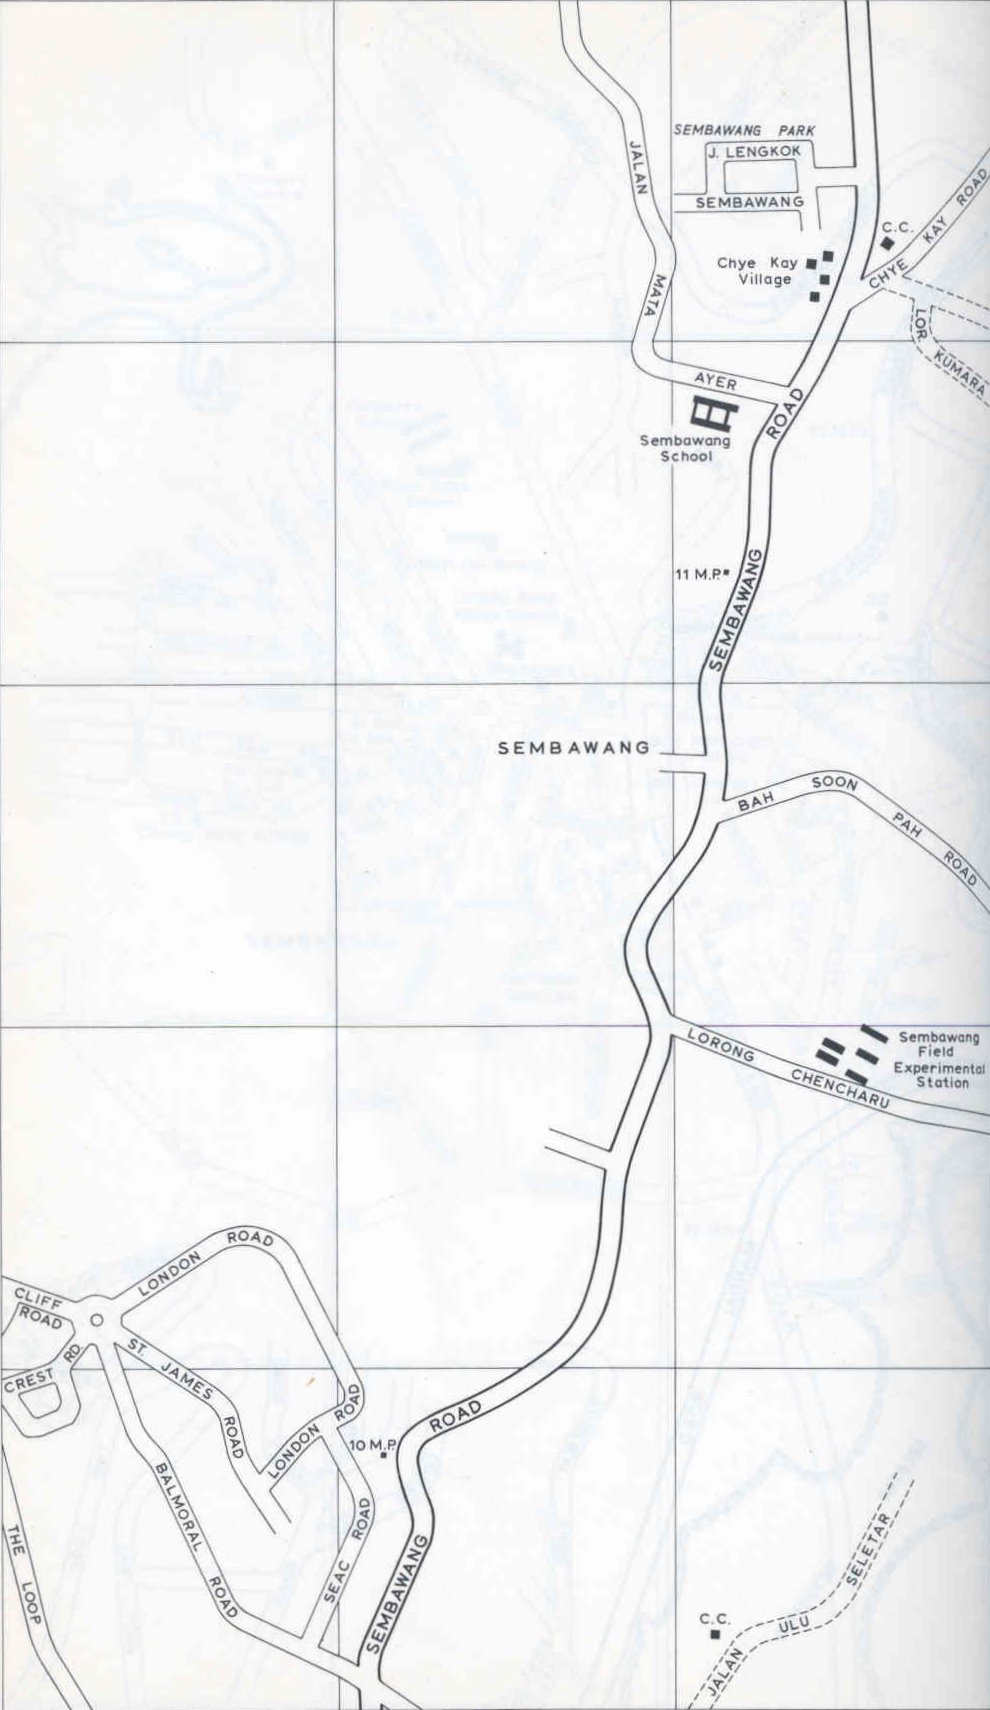 SEMBAWANG PARK
J. LENGKOK
SEMBAWANG
JALAN
MATA
AYER
C.C.
CHYE KAY ROAD
Chye Kay
Village
LOR KUMARA
Sembawang
School
ROAD
11 M.P.
SEMBAWANG
SEMBAWANG
BAH SOON PAH ROAD
LORONG CHENCHARU
Sembawang
Field
Experimental
Station
LONDON ROAD
CLIFF
ROAD
CREST RD.
ST. JAMES ROAD
LONDON ROAD
10 M.P.
ROAD
BALMORAL ROAD
SEAC ROAD
SEMBAWANG
THE LOOP
C.C.
JALAN ULU SELETAR